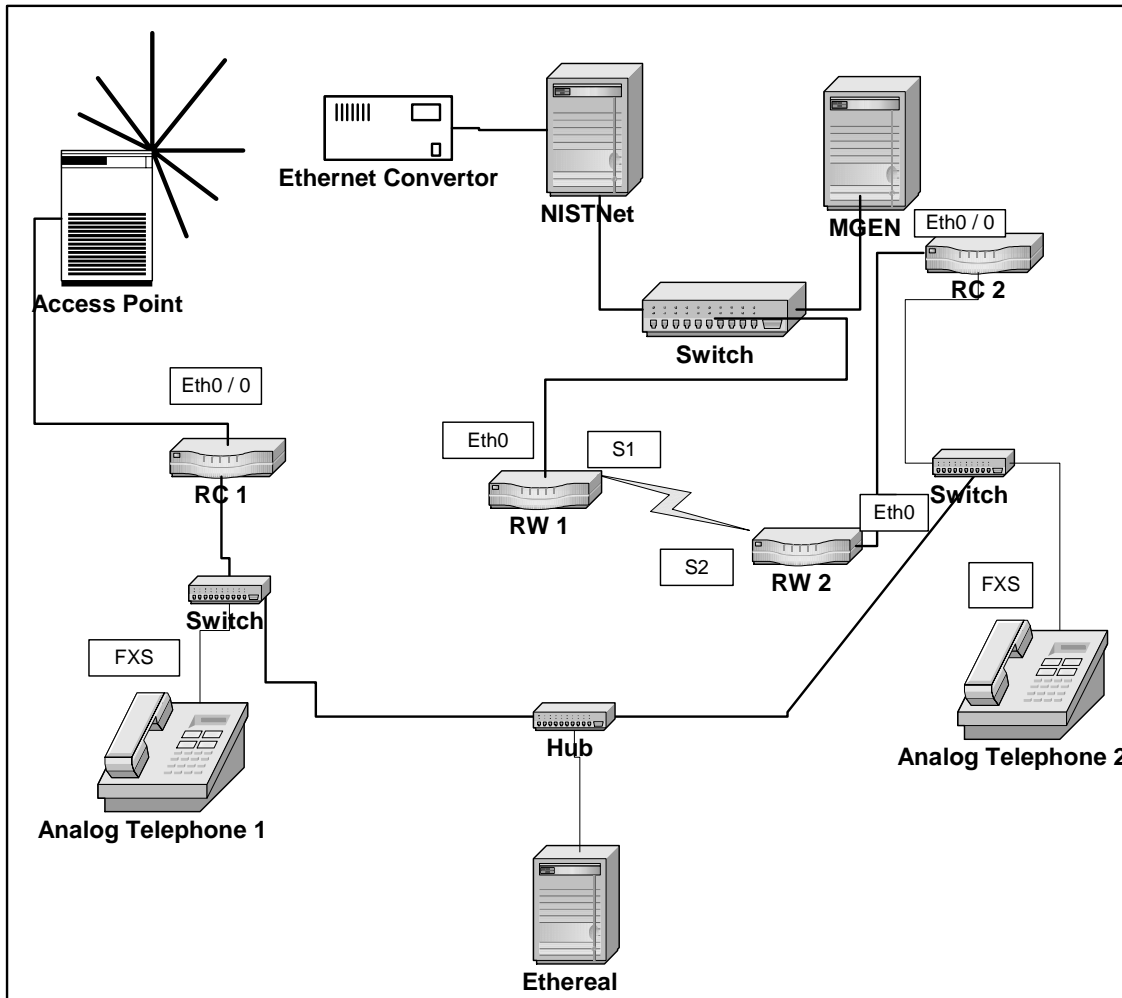 Ethernet Convertor
NISTNet
MGEN
Eth0 / 0
RC 2
Access Point
Switch
Eth0 / 0
RC 1
Eth0
S1
RW 1
Switch
Eth0
S2
RW 2
Switch
FXS
FXS
Hub
Analog Telephone 2
Analog Telephone 1
Ethereal